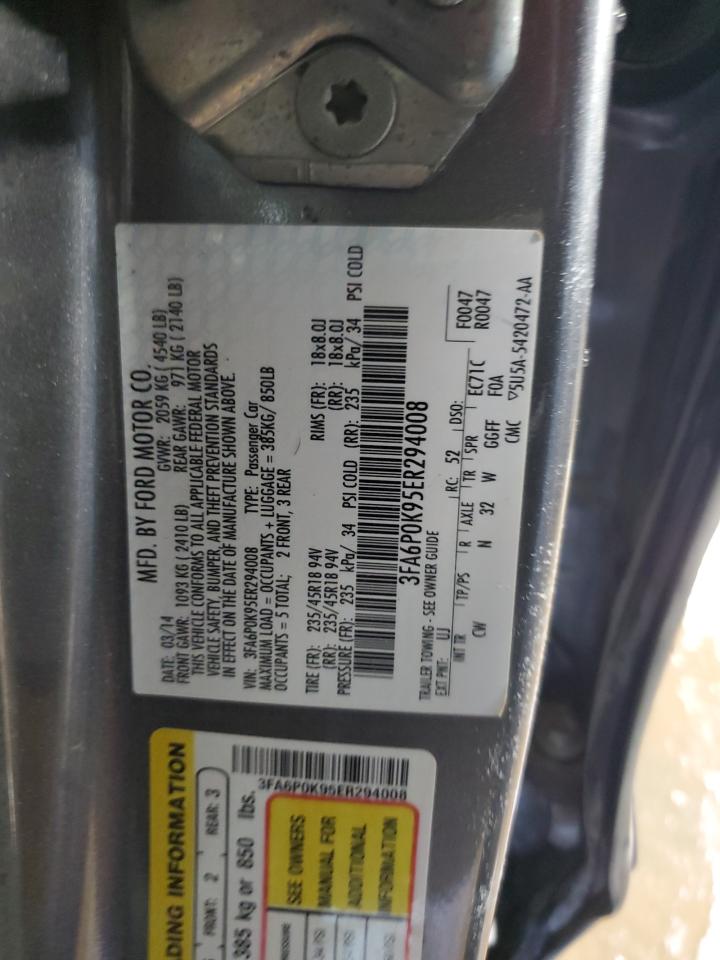 MFD. BY FORD MOTOR CO.
DATE: 03/14 GVWR: 2059 KG ( 4540 LB)
FRONT GAWR: 1093 KG ( 2410 LB) REAR GAWR: 971 KG ( 2140 LB)
THIS VEHICLE CONFORMS TO ALL APPLICABLE FEDERAL MOTOR
VEHICLE SAFETY, BUMPER, AND THEFT PREVENTION STANDARDS
IN EFFECT ON THE DATE OF MANUFACTURE SHOWN ABOVE.
VIN: 3FA6P0K95ER294008 TYPE: Passenger Car
MAXIMUM LOAD = OCCUPANTS + LUGGAGE = 385KG/ 850LB
OCCUPANTS = 5 TOTAL; 2 FRONT, 3 REAR
TIRE (FR): 235/45R18 94V RIMS (FR): 18x8.0J
(RR): 235/45R18 94V (RR): 18x8.0J
PRESSURE (FR): 235 kPa/ 34 PSI COLD (RR): 235 kPa/ 34 PSI COLD
3FA6P0K95ER294008
TRAILER TOWING - SEE OWNER GUIDE
EXT PNT: UJ RC: 52 DSO: F0047
INT TR TP/PS R AXLE TR SPR EC71C R0047
CW N 32 W GGFF FOA
CMC ▽5U5A-5420472-AA
DING INFORMATION
FRONT: 2 REAR: 3
385 kg or 850 lbs.
3FA6P0K95ER294008
SEE OWNERS
MANUAL FOR
ADDITIONAL
INFORMATION